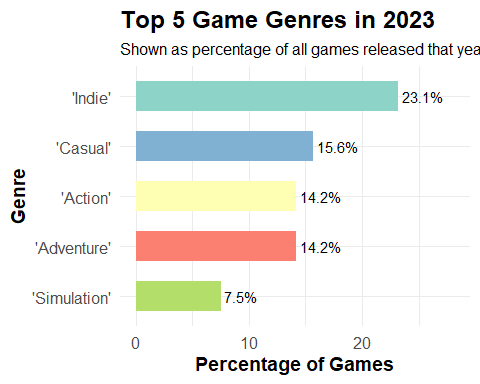 Top 5 Game Genres in 2023
Shown as percentage of all games released that yea
'Indie' 23.1%
'Casual' 15.6%
'Action' 14.2%
'Adventure' 14.2%
'Simulation' 7.5%
Genre
0 10 20
Percentage of Games